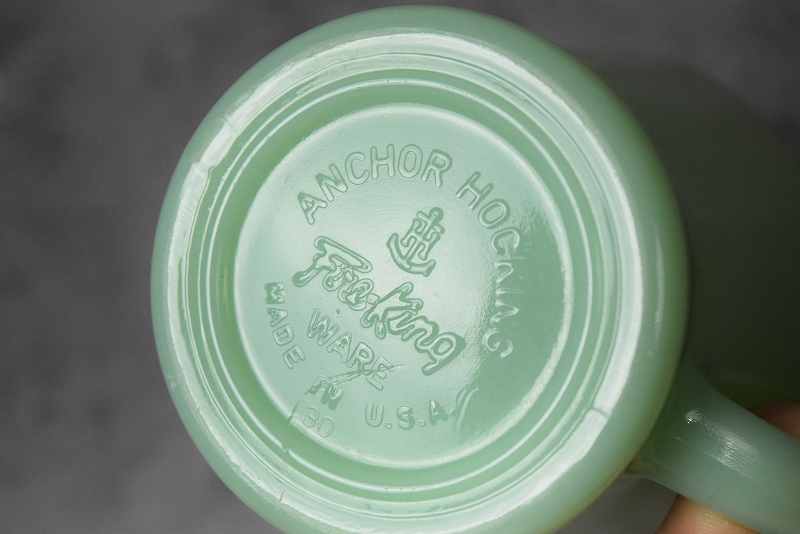 ANCHOR HOCKING
Fire-King
WARE
MADE IN U.S.A.
30